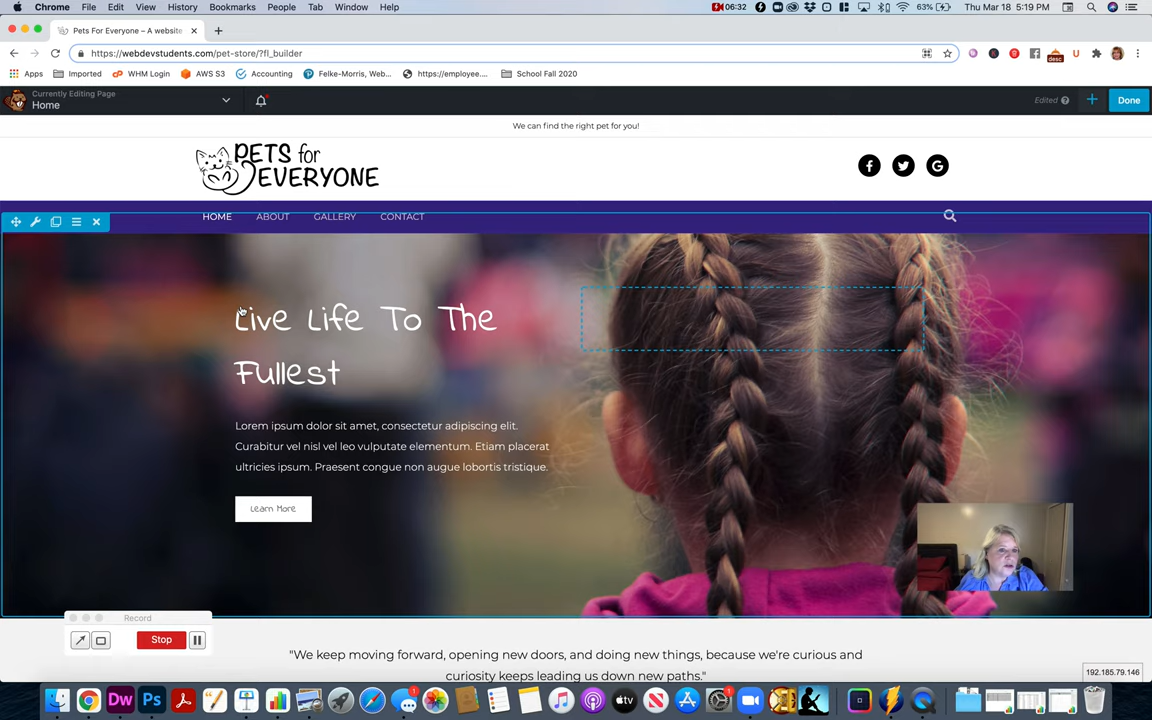 Chrome File Edit View History Bookmarks People Tab Window Help
06:32 63% Thu Mar 18 5:19 PM
Pets For Everyone – A website
https://webdevstudents.com/pet-store/?fl_builder
Apps Imported WHM Login AWS S3 Accounting Felke-Morris, Web... https://employee.... School Fall 2020
desc
Currently Editing Page
Home
Edited
Done
We can find the right pet for you!
PETS for
EVERYONE
HOME ABOUT GALLERY CONTACT
Live Life To The
Fullest
Lorem ipsum dolor sit amet, consectetur adipiscing elit.
Curabitur vel nisl vel leo vulputate elementum. Etiam placerat
ultricies ipsum. Praesent congue non augue lobortis tristique.
Learn More
Record
Stop
"We keep moving forward, opening new doors, and doing new things, because we're curious and
curiosity keeps leading us down new paths."
192.185.79.146